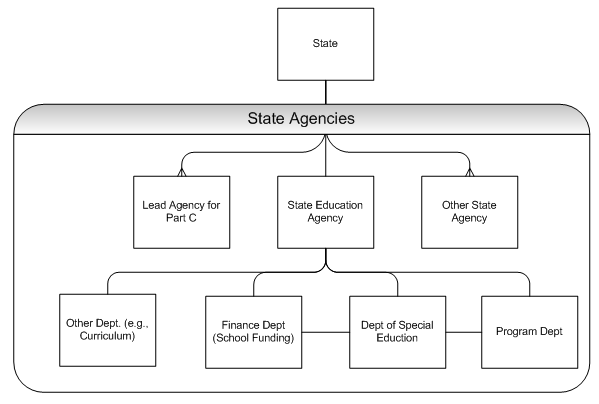 State
State Agencies
Lead Agency for
Part C
State Education
Agency
Other State
Agency
Other Dept. (e.g.,
Curriculum)
Finance Dept
(School Funding)
Dept of Special
Eduction
Program Dept